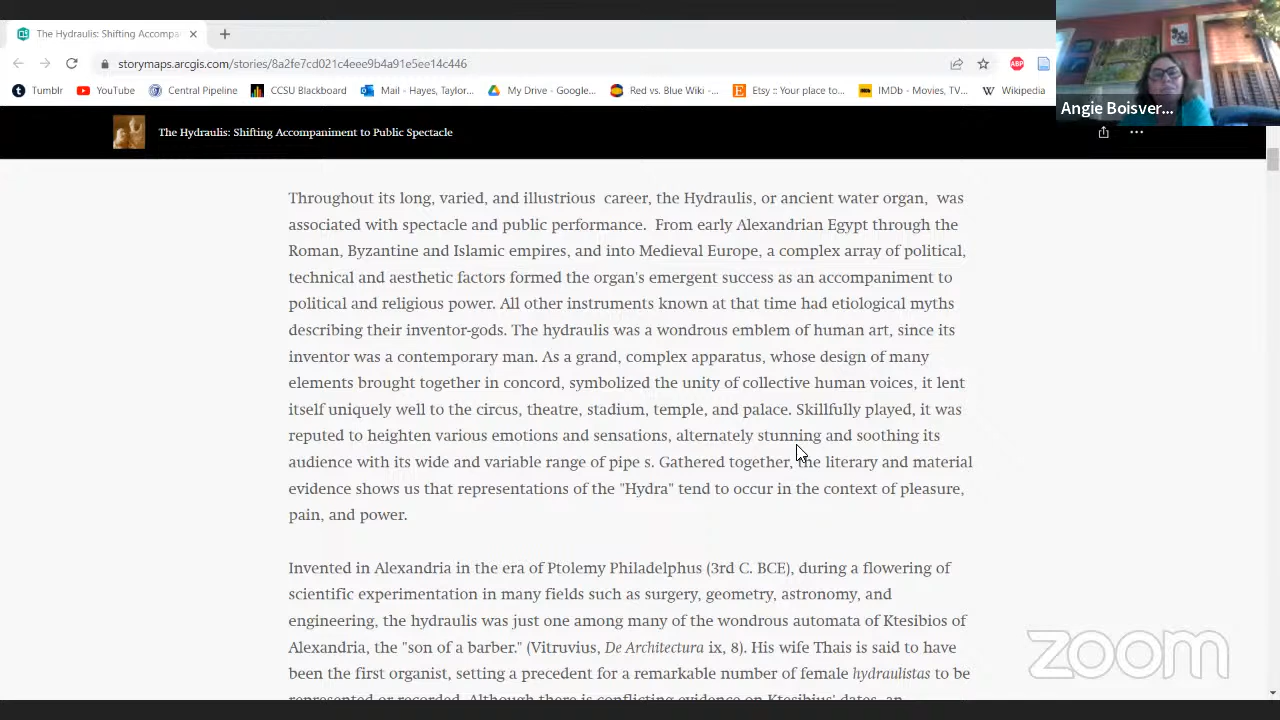 The Hydraulis: Shifting Accompa
storymaps.arcgis.com/stories/8a2fe7cd021c4eee9b4a91e5ee14c446
ABP
Tumblr YouTube Central Pipeline CCSU Blackboard Mail - Hayes, Taylor... My Drive - Google... Red vs. Blue Wiki -... Etsy :: Your place to... IMDb - Movies, TV... Wikipedia
Angie Boisver...
The Hydraulis: Shifting Accompaniment to Public Spectacle
Throughout its long, varied, and illustrious career, the Hydraulis, or ancient water organ, was
associated with spectacle and public performance. From early Alexandrian Egypt through the
Roman, Byzantine and Islamic empires, and into Medieval Europe, a complex array of political,
technical and aesthetic factors formed the organ's emergent success as an accompaniment to
political and religious power. All other instruments known at that time had etiological myths
describing their inventor-gods. The hydraulis was a wondrous emblem of human art, since its
inventor was a contemporary man. As a grand, complex apparatus, whose design of many
elements brought together in concord, symbolized the unity of collective human voices, it lent
itself uniquely well to the circus, theatre, stadium, temple, and palace. Skillfully played, it was
reputed to heighten various emotions and sensations, alternately stunning and soothing its
audience with its wide and variable range of pipe s. Gathered together, the literary and material
evidence shows us that representations of the "Hydra" tend to occur in the context of pleasure,
pain, and power.
Invented in Alexandria in the era of Ptolemy Philadelphus (3rd C. BCE), during a flowering of
scientific experimentation in many fields such as surgery, geometry, astronomy, and
engineering, the hydraulis was just one among many of the wondrous automata of Ktesibios of
Alexandria, the "son of a barber." (Vitruvius, De Architectura ix, 8). His wife Thais is said to have
been the first organist, setting a precedent for a remarkable number of female hydraulistas to be
represented or recorded. Although there is conflicting evidence on Ktesibius' dates, an
zoom